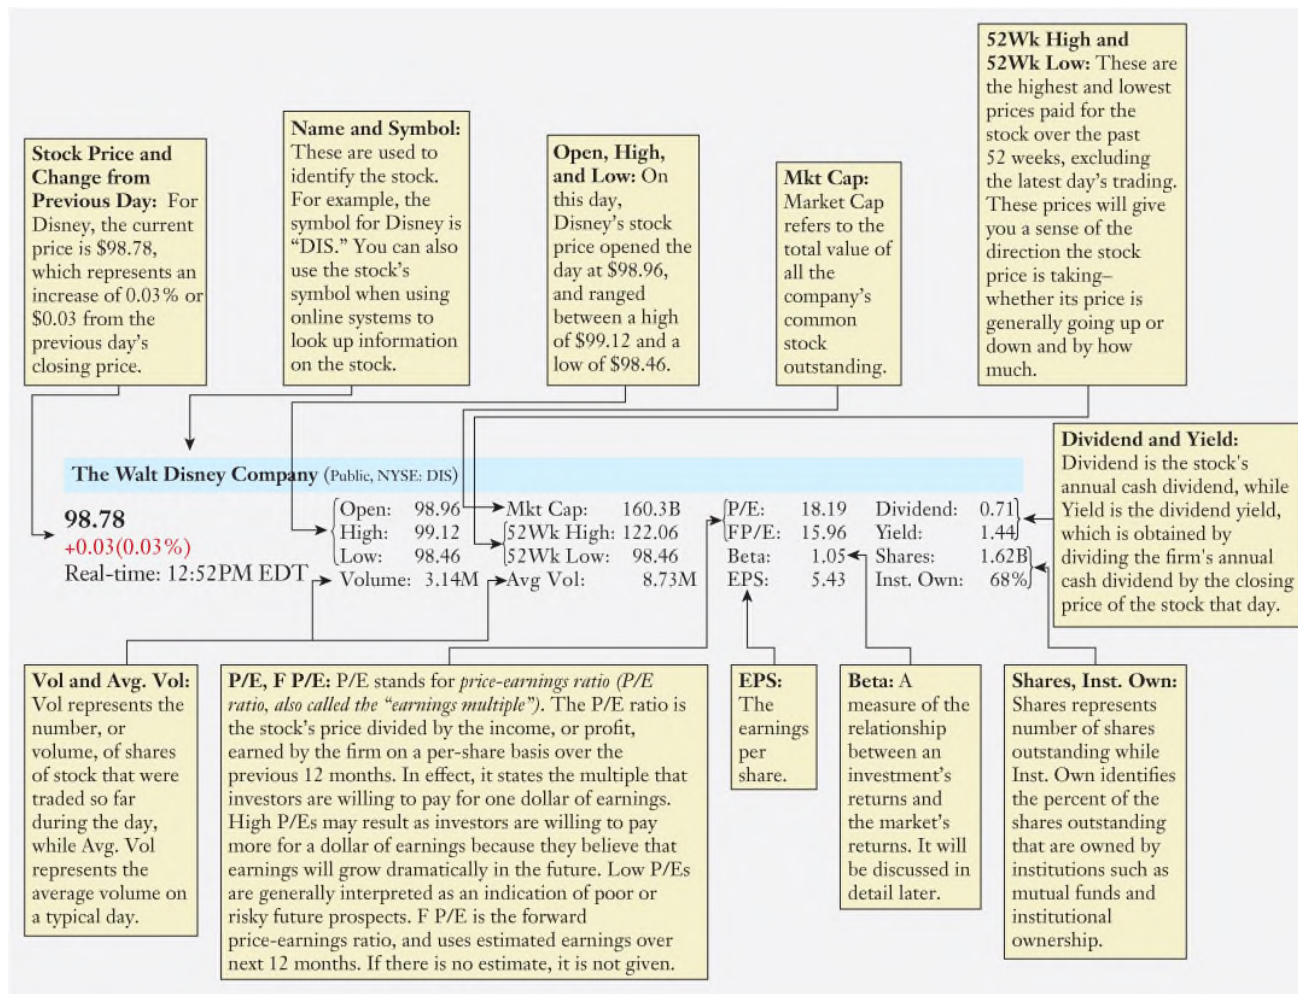 52Wk High and
52Wk Low: These are
the highest and lowest
prices paid for the
stock over the past
52 weeks, excluding
the latest day's trading.
These prices will give
you a sense of the
direction the stock
price is taking–
whether its price is
generally going up or
down and by how
much.
Stock Price and
Change from
Previous Day: For
Disney, the current
price is $98.78,
which represents an
increase of 0.03% or
$0.03 from the
previous day's
closing price.
Name and Symbol:
These are used to
identify the stock.
For example, the
symbol for Disney is
“DIS.” You can also
use the stock's
symbol when using
online systems to
look up information
on the stock.
Open, High,
and Low: On
this day,
Disney's stock
price opened the
day at $98.96,
and ranged
between a high
of $99.12 and a
low of $98.46.
Mkt Cap:
Market Cap
refers to the
total value of
all the
company's
common
stock
outstanding.
The Walt Disney Company (Public, NYSE: DIS)
98.78
+0.03(0.03%)
Real-time: 12:52PM EDT
Open: 98.96 Mkt Cap: 160.3B P/E: 18.19 Dividend: 0.71
High: 99.12 52Wk High: 122.06 FP/E: 15.96 Yield: 1.44
Low: 98.46 52Wk Low: 98.46 Beta: 1.05 Shares: 1.62B
Volume: 3.14M Avg Vol: 8.73M EPS: 5.43 Inst. Own: 68%
Dividend and Yield:
Dividend is the stock's
annual cash dividend, while
Yield is the dividend yield,
which is obtained by
dividing the firm's annual
cash dividend by the closing
price of the stock that day.
Vol and Avg. Vol:
Vol represents the
number, or
volume, of shares
of stock that were
traded so far
during the day,
while Avg. Vol
represents the
average volume on
a typical day.
P/E, F P/E: P/E stands for price-earnings ratio (P/E
ratio, also called the “earnings multiple”). The P/E ratio is
the stock's price divided by the income, or profit,
earned by the firm on a per-share basis over the
previous 12 months. In effect, it states the multiple that
investors are willing to pay for one dollar of earnings.
High P/Es may result as investors are willing to pay
more for a dollar of earnings because they believe that
earnings will grow dramatically in the future. Low P/Es
are generally interpreted as an indication of poor or
risky future prospects. F P/E is the forward
price-earnings ratio, and uses estimated earnings over
next 12 months. If there is no estimate, it is not given.
EPS:
The
earnings
per
share.
Beta: A
measure of the
relationship
between an
investment's
returns and
the market's
returns. It will
be discussed in
detail later.
Shares, Inst. Own:
Shares represents
number of shares
outstanding while
Inst. Own identifies
the percent of the
shares outstanding
that are owned by
institutions such as
mutual funds and
institutional
ownership.